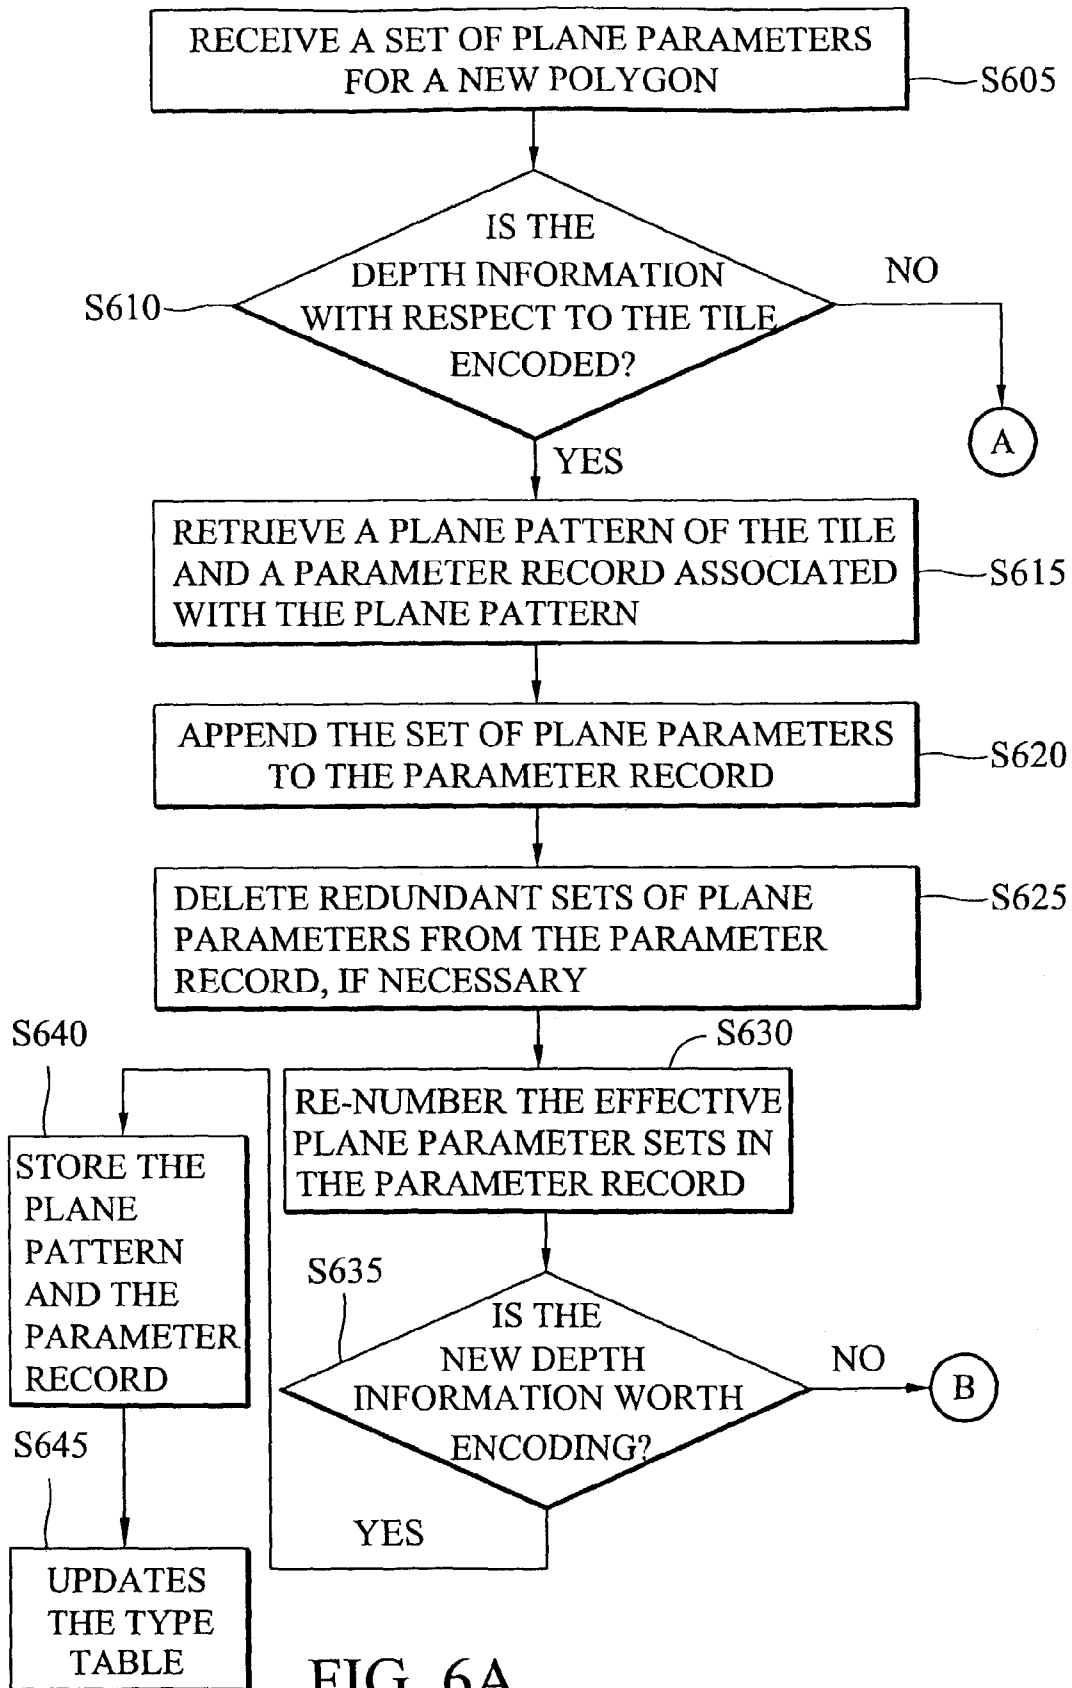 RECEIVE A SET OF PLANE PARAMETERS
FOR A NEW POLYGON
S605
IS THE
DEPTH INFORMATION
WITH RESPECT TO THE TILE
ENCODED?
S610
NO
A
YES
RETRIEVE A PLANE PATTERN OF THE TILE
AND A PARAMETER RECORD ASSOCIATED
WITH THE PLANE PATTERN
S615
APPEND THE SET OF PLANE PARAMETERS
TO THE PARAMETER RECORD
S620
DELETE REDUNDANT SETS OF PLANE
PARAMETERS FROM THE PARAMETER
RECORD, IF NECESSARY
S625
S630
RE-NUMBER THE EFFECTIVE
PLANE PARAMETER SETS IN
THE PARAMETER RECORD
S635
IS THE
NEW DEPTH
INFORMATION WORTH
ENCODING?
NO
B
YES
S640
STORE THE
PLANE
PATTERN
AND THE
PARAMETER
RECORD
S645
UPDATES
THE TYPE
TABLE
FIG. 6A